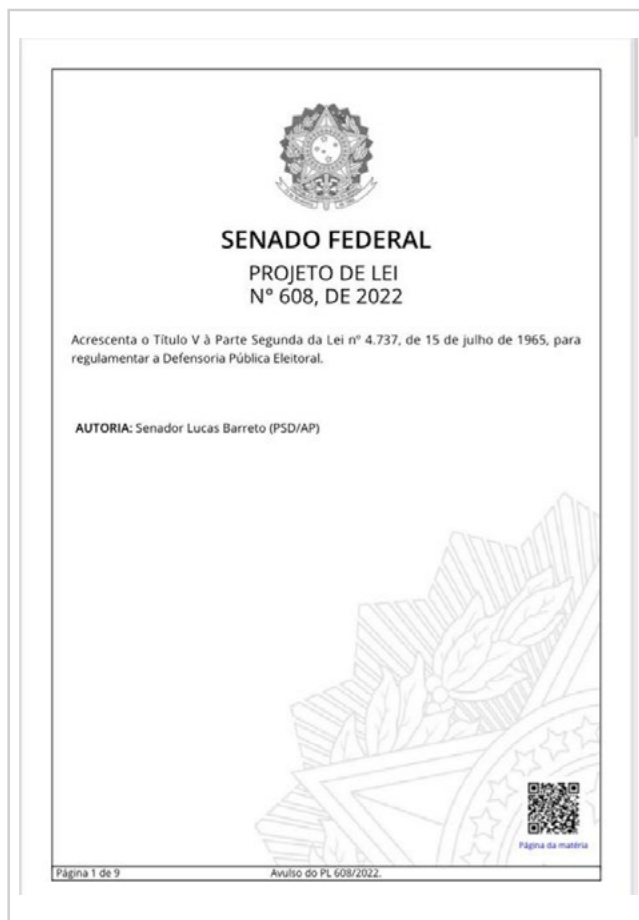 SENADO FEDERAL
PROJETO DE LEI
N° 608, DE 2022
Acrescenta o Título V à Parte Segunda da Lei nº 4.737, de 15 de julho de 1965, para
regulamentar a Defensoria Pública Eleitoral.
AUTORIA: Senador Lucas Barreto (PSD/AP)
Página da matéria
Página 1 de 9
Avulso do PL 608/2022.